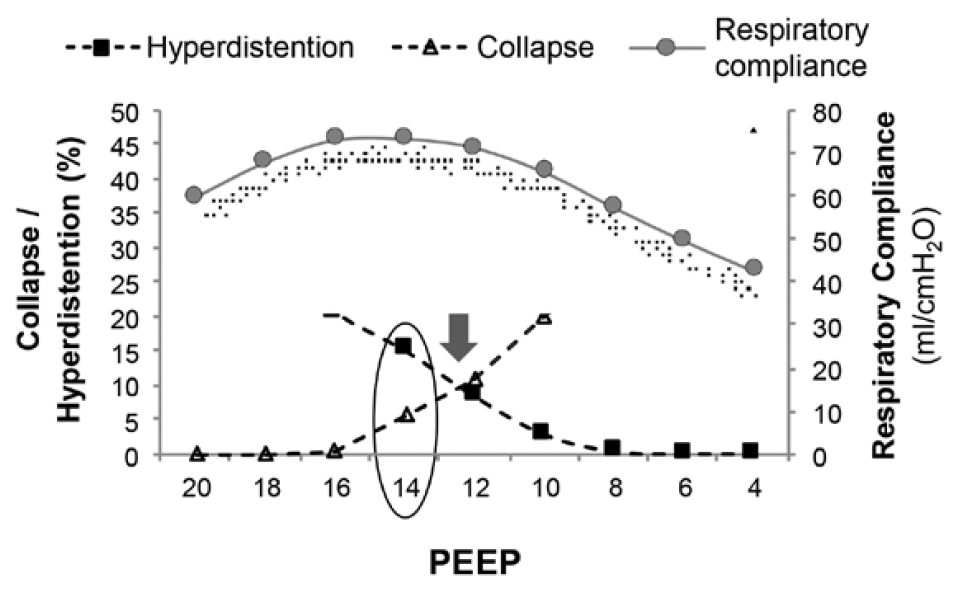 Hyperdistention
Collapse
Respiratory
compliance
Collapse /
Hyperdistention (%)
50
45
40
35
30
25
20
15
10
5
0
80
70
60
50
40
30
20
10
0
Respiratory Compliance
(ml/cmH₂O)
20 18 16 14 12 10 8 6 4
PEEP